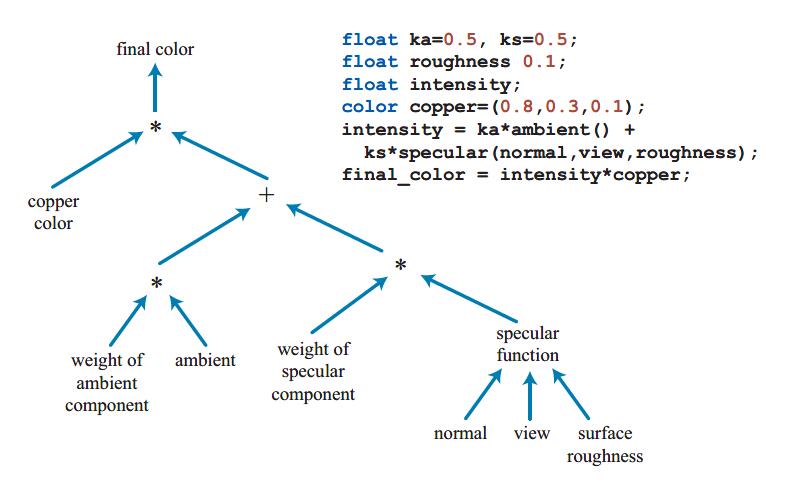 final color
float ka=0.5, ks=0.5;
float roughness 0.1;
float intensity;
color copper=(0.8,0.3,0.1);
intensity = ka*ambient() +
ks*specular(normal,view,roughness);
final_color = intensity*copper;
*
copper
color
+
*
*
weight of
ambient
component
ambient
weight of
specular
component
specular
function
normal
view
surface
roughness